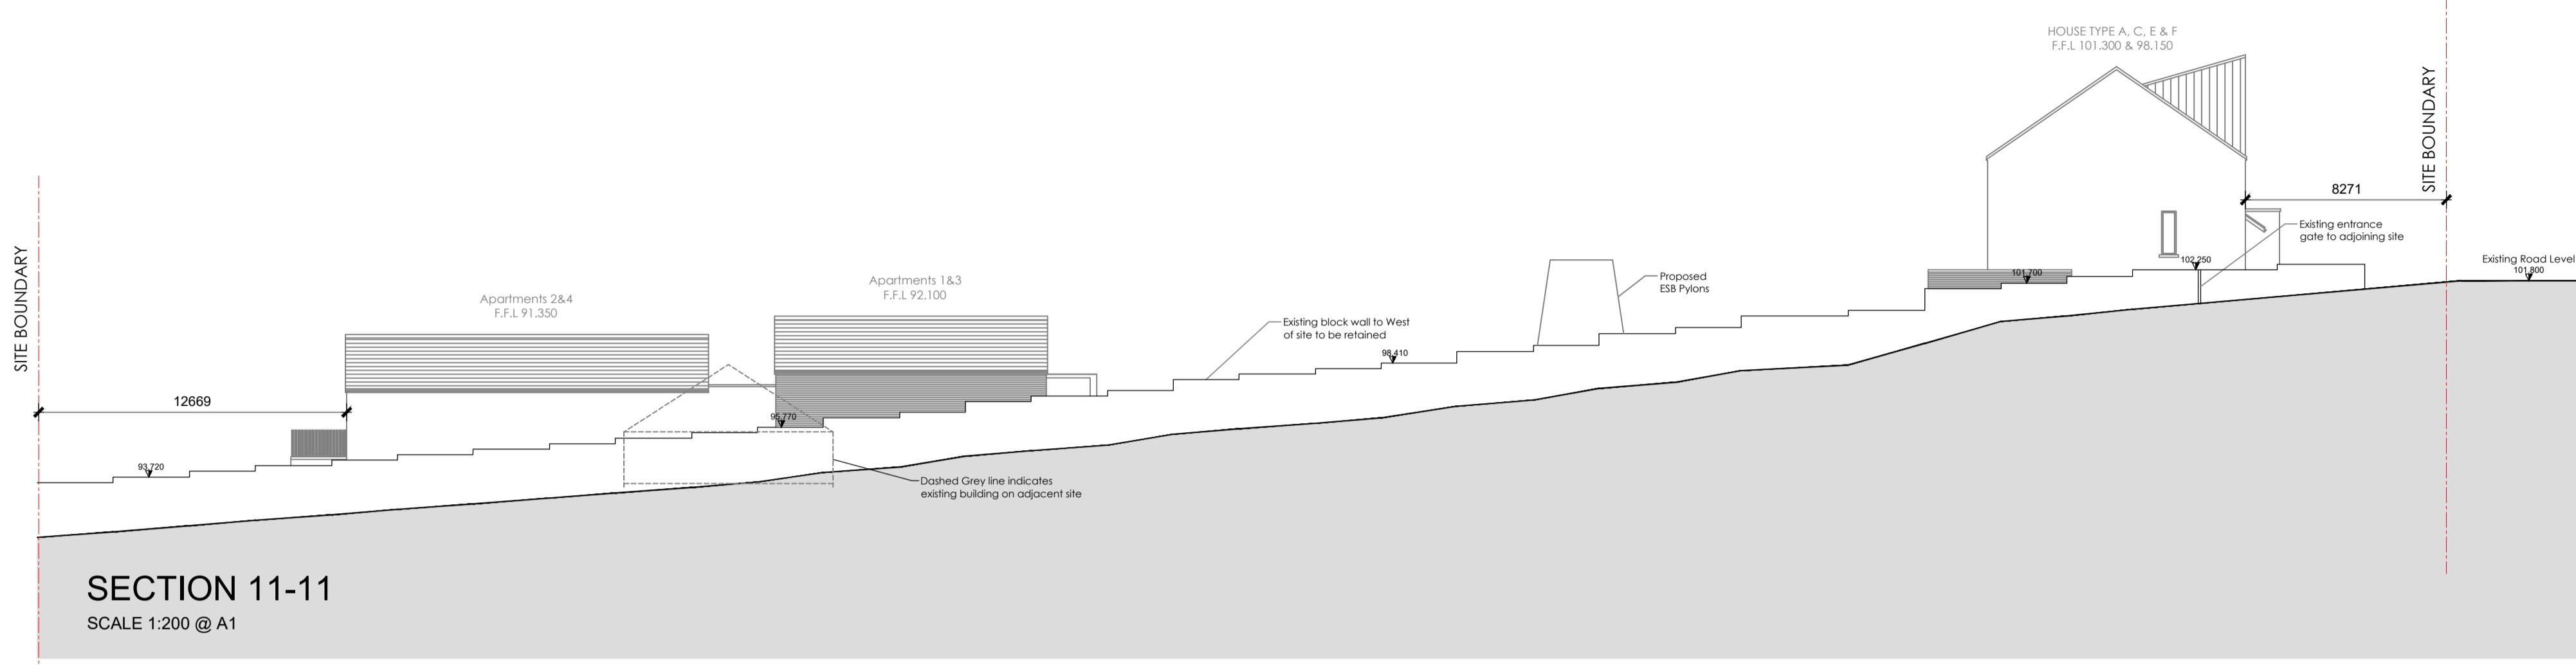 HOUSE TYPE A, C, E & F
F.F.L 101.300 & 98.150
SITE BOUNDARY
8271
Existing entrance
gate to adjoining site
102.250
Existing Road Level
101.800
101.700
Proposed
ESB Pylons
Apartments 1&3
F.F.L 92.100
Apartments 2&4
F.F.L 91.350
SITE BOUNDARY
Existing block wall to West
of site to be retained
98.410
12669
95.770
93.720
Dashed Grey line indicates
existing building on adjacent site
SECTION 11-11
SCALE 1:200 @ A1